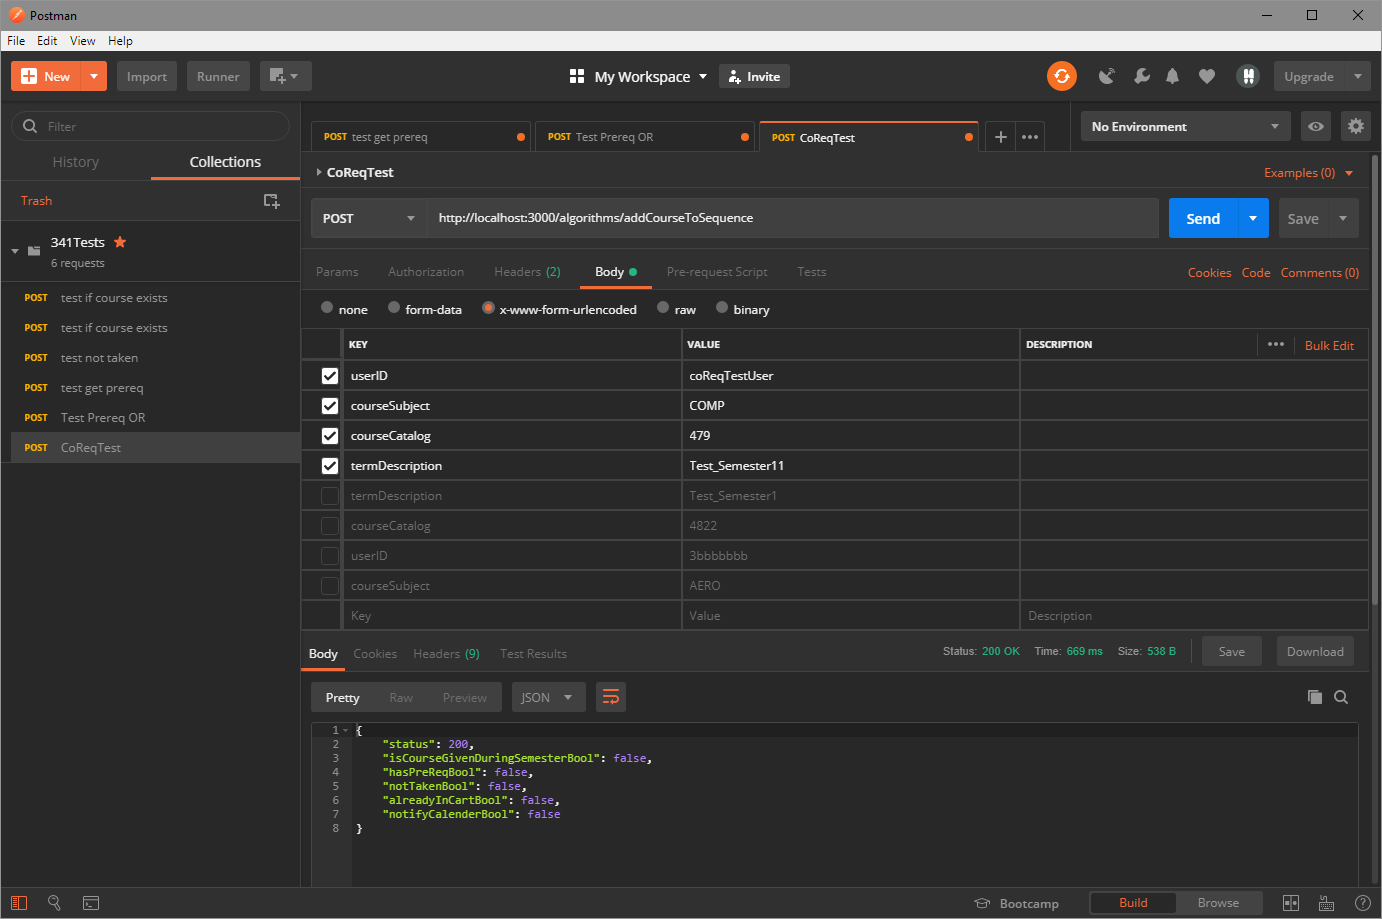 Postman
File Edit View Help
New Import Runner My Workspace Invite Upgrade
Filter
History Collections
Trash
341Tests
6 requests
POST test if course exists
POST test if course exists
POST test not taken
POST test get prereq
POST Test Prereq OR
POST CoReqTest
POST test get prereq POST Test Prereq OR POST CoReqTest + ••• No Environment
CoReqTest Examples (0)
POST http://localhost:3000/algorithms/addCourseToSequence Send Save
Params Authorization Headers (2) Body Pre-request Script Tests Cookies Code Comments (0)
none form-data x-www-form-urlencoded raw binary
KEY VALUE DESCRIPTION ••• Bulk Edit
userID coReqTestUser
courseSubject COMP
courseCatalog 479
termDescription Test_Semester11
termDescription Test_Semester1
courseCatalog 4822
userID 3bbbbbbb
courseSubject AERO
Key Value Description
Body Cookies Headers (9) Test Results Status: 200 OK Time: 669 ms Size: 538 B Save Download
Pretty Raw Preview JSON
1 {
2 "status": 200,
3 "isCourseGivenDuringSemesterBool": false,
4 "hasPreReqBool": false,
5 "notTakenBool": false,
6 "alreadyInCartBool": false,
7 "notifyCalenderBool": false
8 }
Bootcamp Build Browse